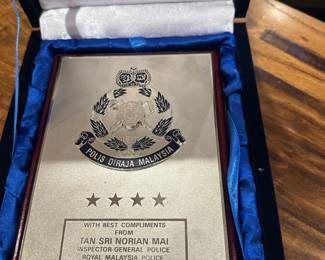 POLIS DIRAJA MALAYSIA
WITH BEST COMPLIMENTS
FROM
TAN SRI NORIAN MAI
INSPECTOR-GENERAL POLICE
ROYAL MALAYSIA POLICE